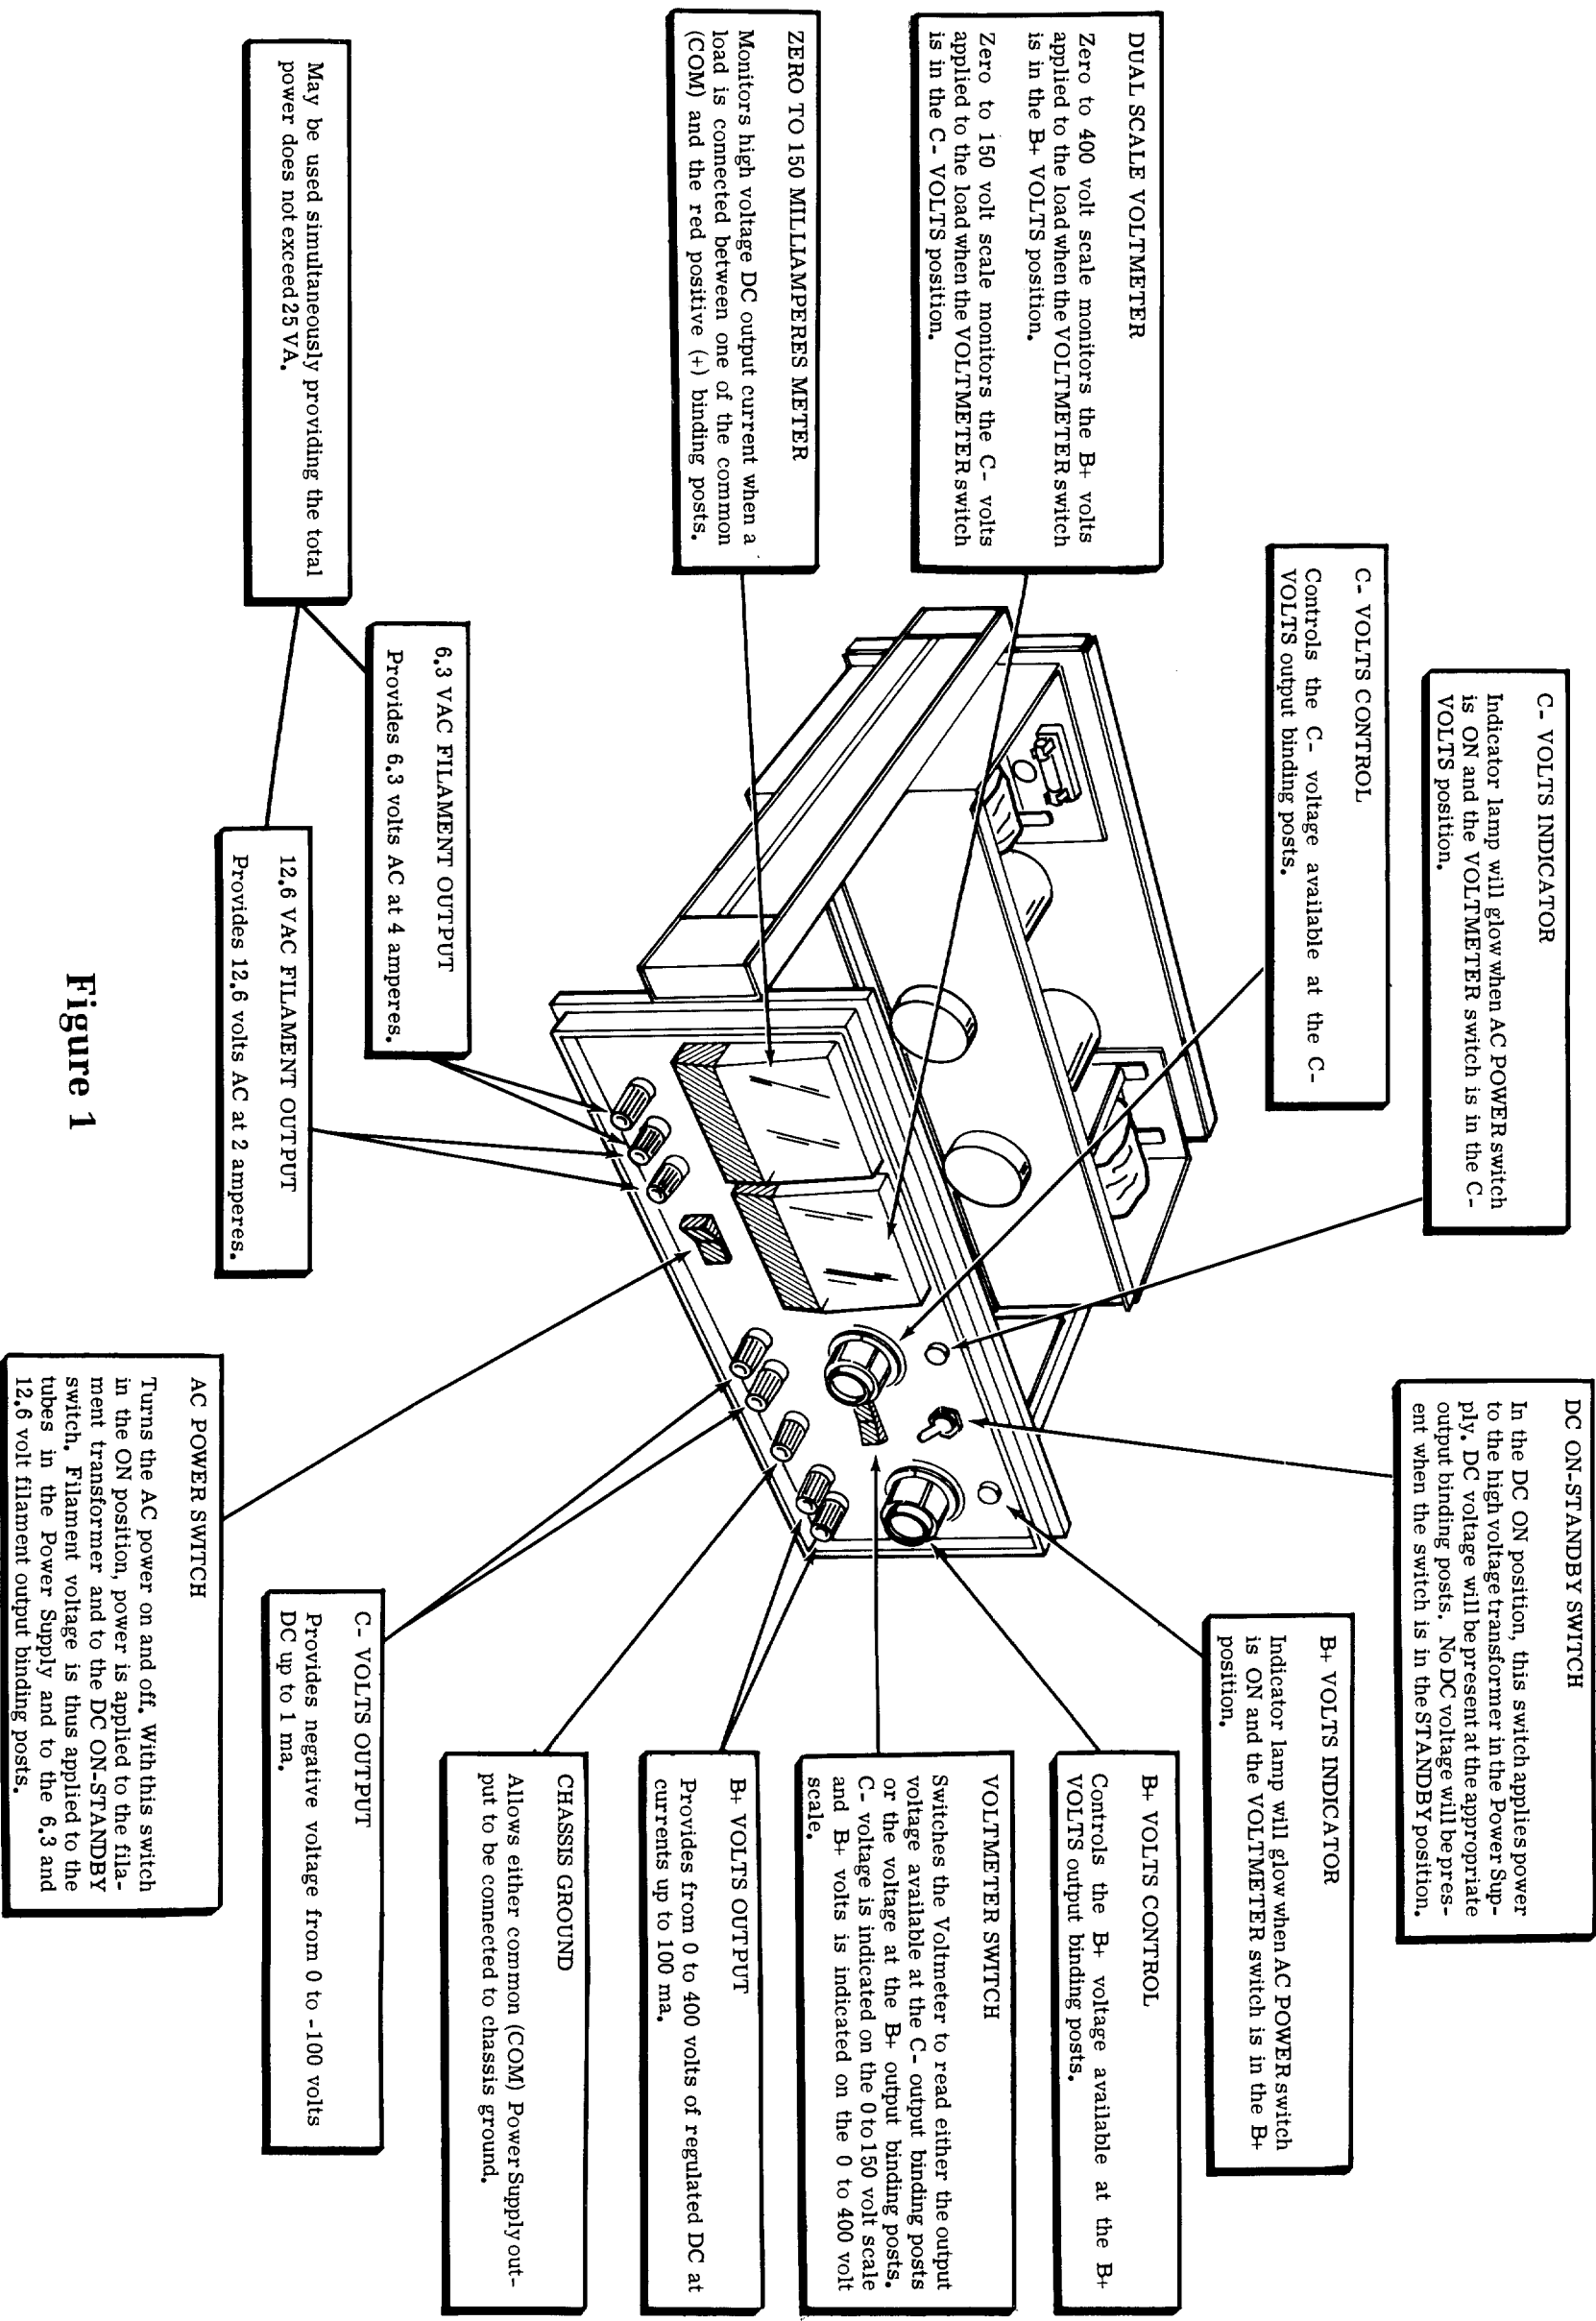 C- VOLTS INDICATOR
Indicator lamp will glow when AC POWER switch
is ON and the VOLTMETER switch is in the C-
VOLTS position.
C- VOLTS CONTROL
Controls the C- voltage available at the C-
VOLTS output binding posts.
DUAL SCALE VOLTMETER
Zero to 400 volt scale monitors the B+ volts
applied to the load when the VOLTMETER switch
is in the B+ VOLTS position.
Zero to 150 volt scale monitors the C- volts
applied to the load when the VOLTMETER switch
is in the C- VOLTS position.
ZERO TO 150 MILLIAMPERES METER
Monitors high voltage DC output current when a
load is connected between one of the common
(COM) and the red positive (+) binding posts.
May be used simultaneously providing the total
power does not exceed 25 VA.
6.3 VAC FILAMENT OUTPUT
Provides 6.3 volts AC at 4 amperes.
12.6 VAC FILAMENT OUTPUT
Provides 12.6 volts AC at 2 amperes.
DC ON-STANDBY SWITCH
In the DC ON position, this switch applies power
to the high voltage transformer in the Power Sup-
ply. DC voltage will be present at the appropriate
output binding posts. No DC voltage will be pres-
ent when the switch is in the STANDBY position.
B+ VOLTS INDICATOR
Indicator lamp will glow when AC POWER switch
is ON and the VOLTMETER switch is in the B+
position.
B+ VOLTS CONTROL
Controls the B+ voltage available at the B+
VOLTS output binding posts.
VOLTMETER SWITCH
Switches the Voltmeter to read either the output
voltage available at the C- output binding posts
or the voltage at the B+ output binding posts.
C- voltage is indicated on the 0 to 150 volt scale
and B+ volts is indicated on the 0 to 400 volt
scale.
B+ VOLTS OUTPUT
Provides from 0 to 400 volts of regulated DC at
currents up to 100 ma.
CHASSIS GROUND
Allows either common (COM) Power Supply out-
put to be connected to chassis ground.
C- VOLTS OUTPUT
Provides negative voltage from 0 to -100 volts
DC up to 1 ma.
AC POWER SWITCH
Turns the AC power on and off. With this switch
in the ON position, power is applied to the fila-
ment transformer and to the DC ON-STANDBY
switch. Filament voltage is thus applied to the
tubes in the Power Supply and to the 6.3 and
12.6 volt filament output binding posts.
Figure 1